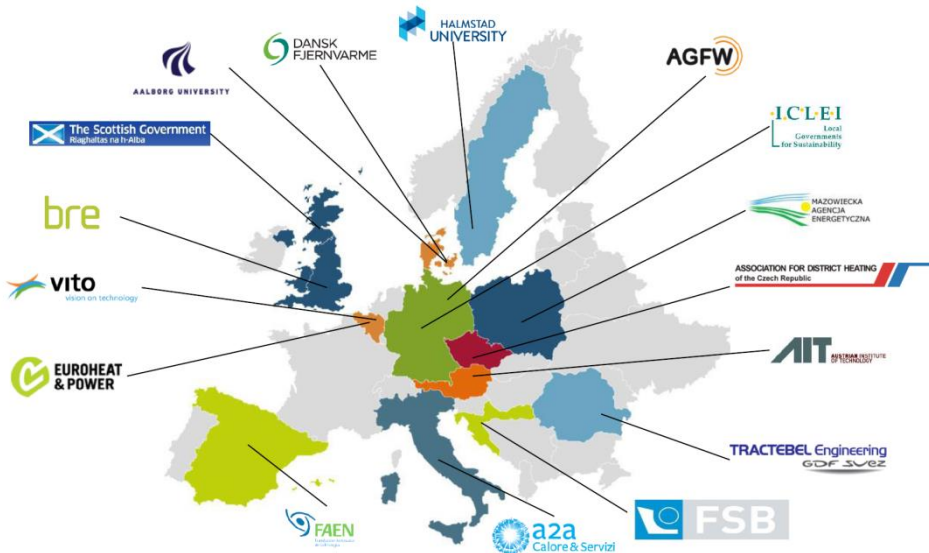 HALMSTAD
UNIVERSITY
DANSK
FJERNVARME
AGFW
AALBORG UNIVERSITY
I.C.L.E.I
Local
Governments
for Sustainability
The Scottish Government
Riaghaltas na h-Alba
bre
MAZOWIECKA
AGENCJA
ENERGETYCZNA
vito
vision on technology
ASSOCIATION FOR DISTRICT HEATING
of the Czech Republic
EUROHEAT
& POWER
AIT
AUSTRIAN INSTITUTE
OF TECHNOLOGY
TRACTEBEL Engineering
GDF SUEZ
FAEN
a2a
Calore & Servizi
FSB